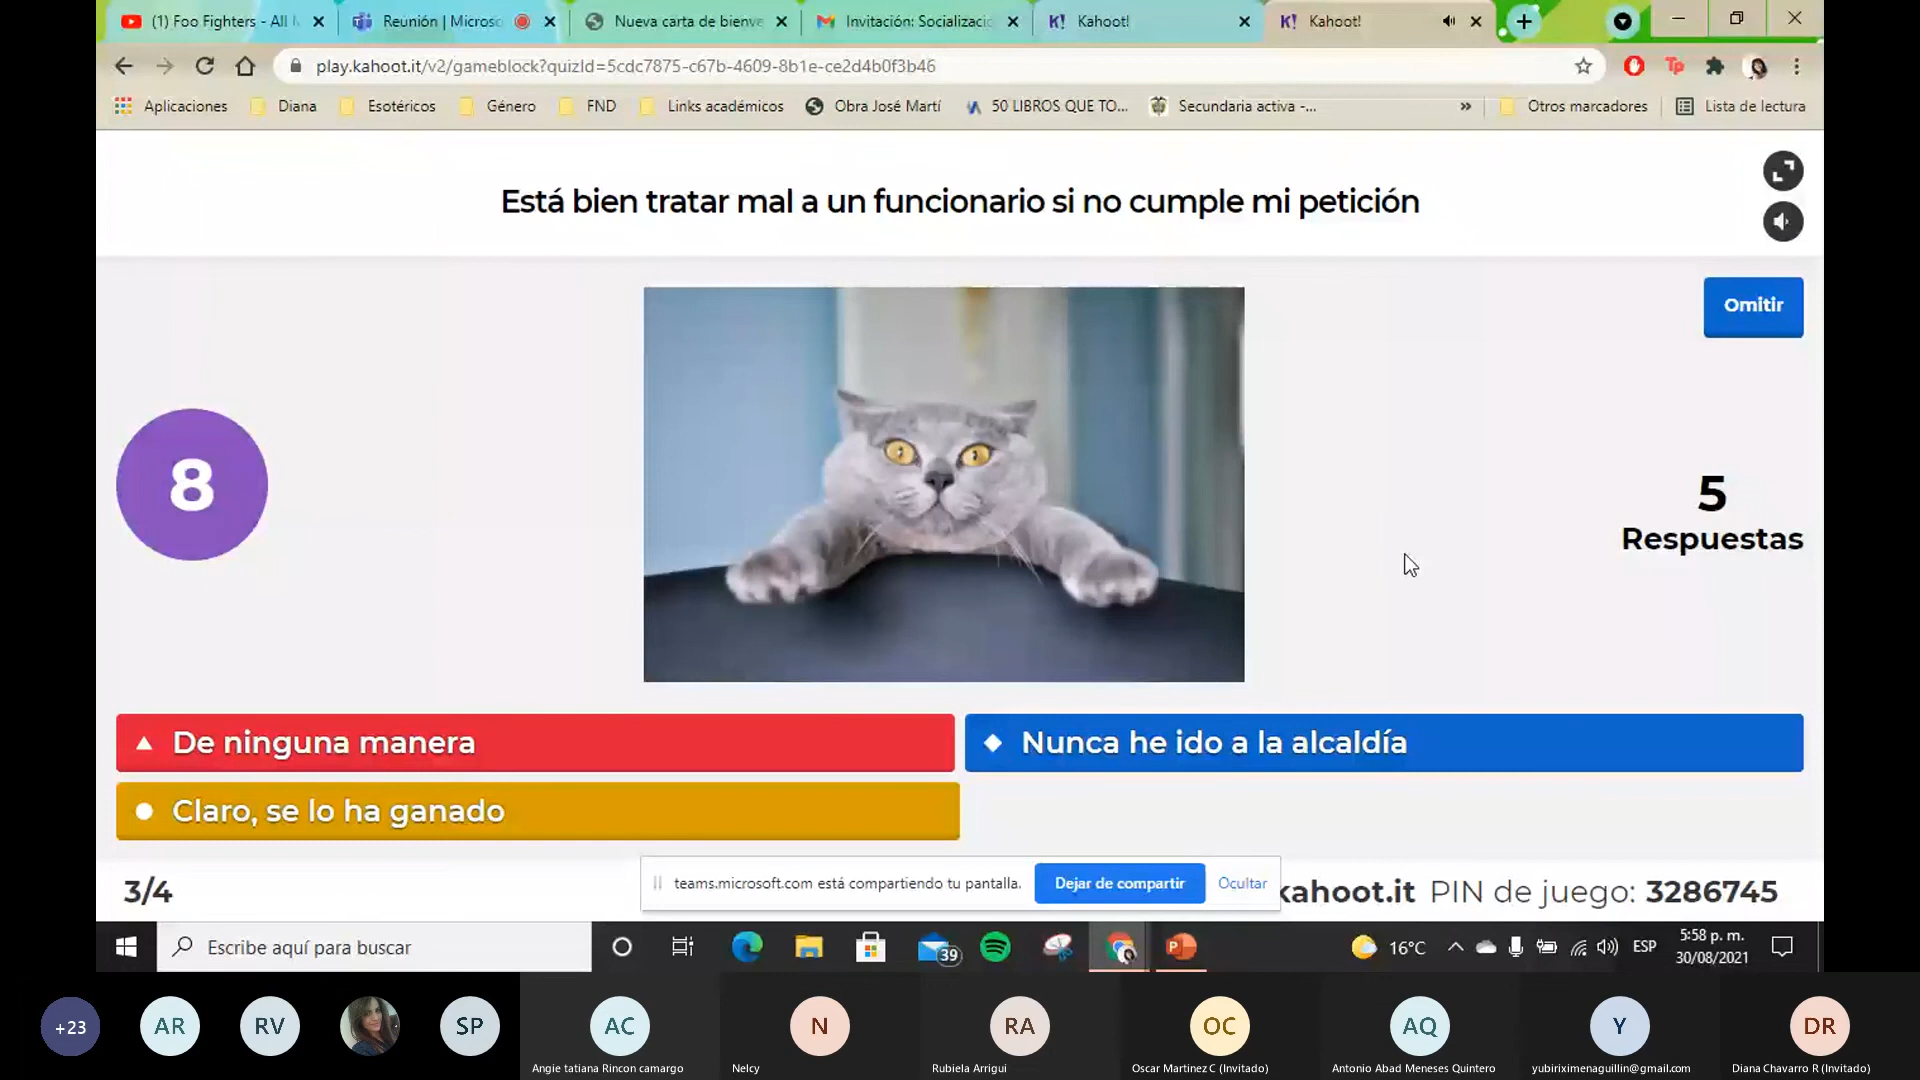 (1) Foo Fighters - All
Reunión | Microso
Nueva carta de bienve
Invitación: Socializaci
K! Kahoot!
K! Kahoot!
play.kahoot.it/v2/gameblock?quizId=5cdc7875-c67b-4609-8b1e-ce2d4b0f3b46
Tp
Aplicaciones
Diana
Esotéricos
Género
FND
Links académicos
Obra José Martí
50 LIBROS QUE TO...
Secundaria activa -...
»
Otros marcadores
Lista de lectura
Está bien tratar mal a un funcionario si no cumple mi petición
Omitir
8
5
Respuestas
De ninguna manera
Nunca he ido a la alcaldía
Claro, se lo ha ganado
3/4
teams.microsoft.com está compartiendo tu pantalla.
Dejar de compartir
Ocultar
kahoot.it PIN de juego: 3286745
Escribe aquí para buscar
39
16°C
ESP
5:58 p. m.
30/08/2021
+23
AR
RV
SP
AC
N
RA
OC
AQ
Y
DR
Angie tatiana Rincon camargo
Nelcy
Rubiela Arrigui
Oscar Martinez C (Invitado)
Antonio Abad Meneses Quintero
yubiriximenaguillin@gmail.com
Diana Chavarro R (Invitado)